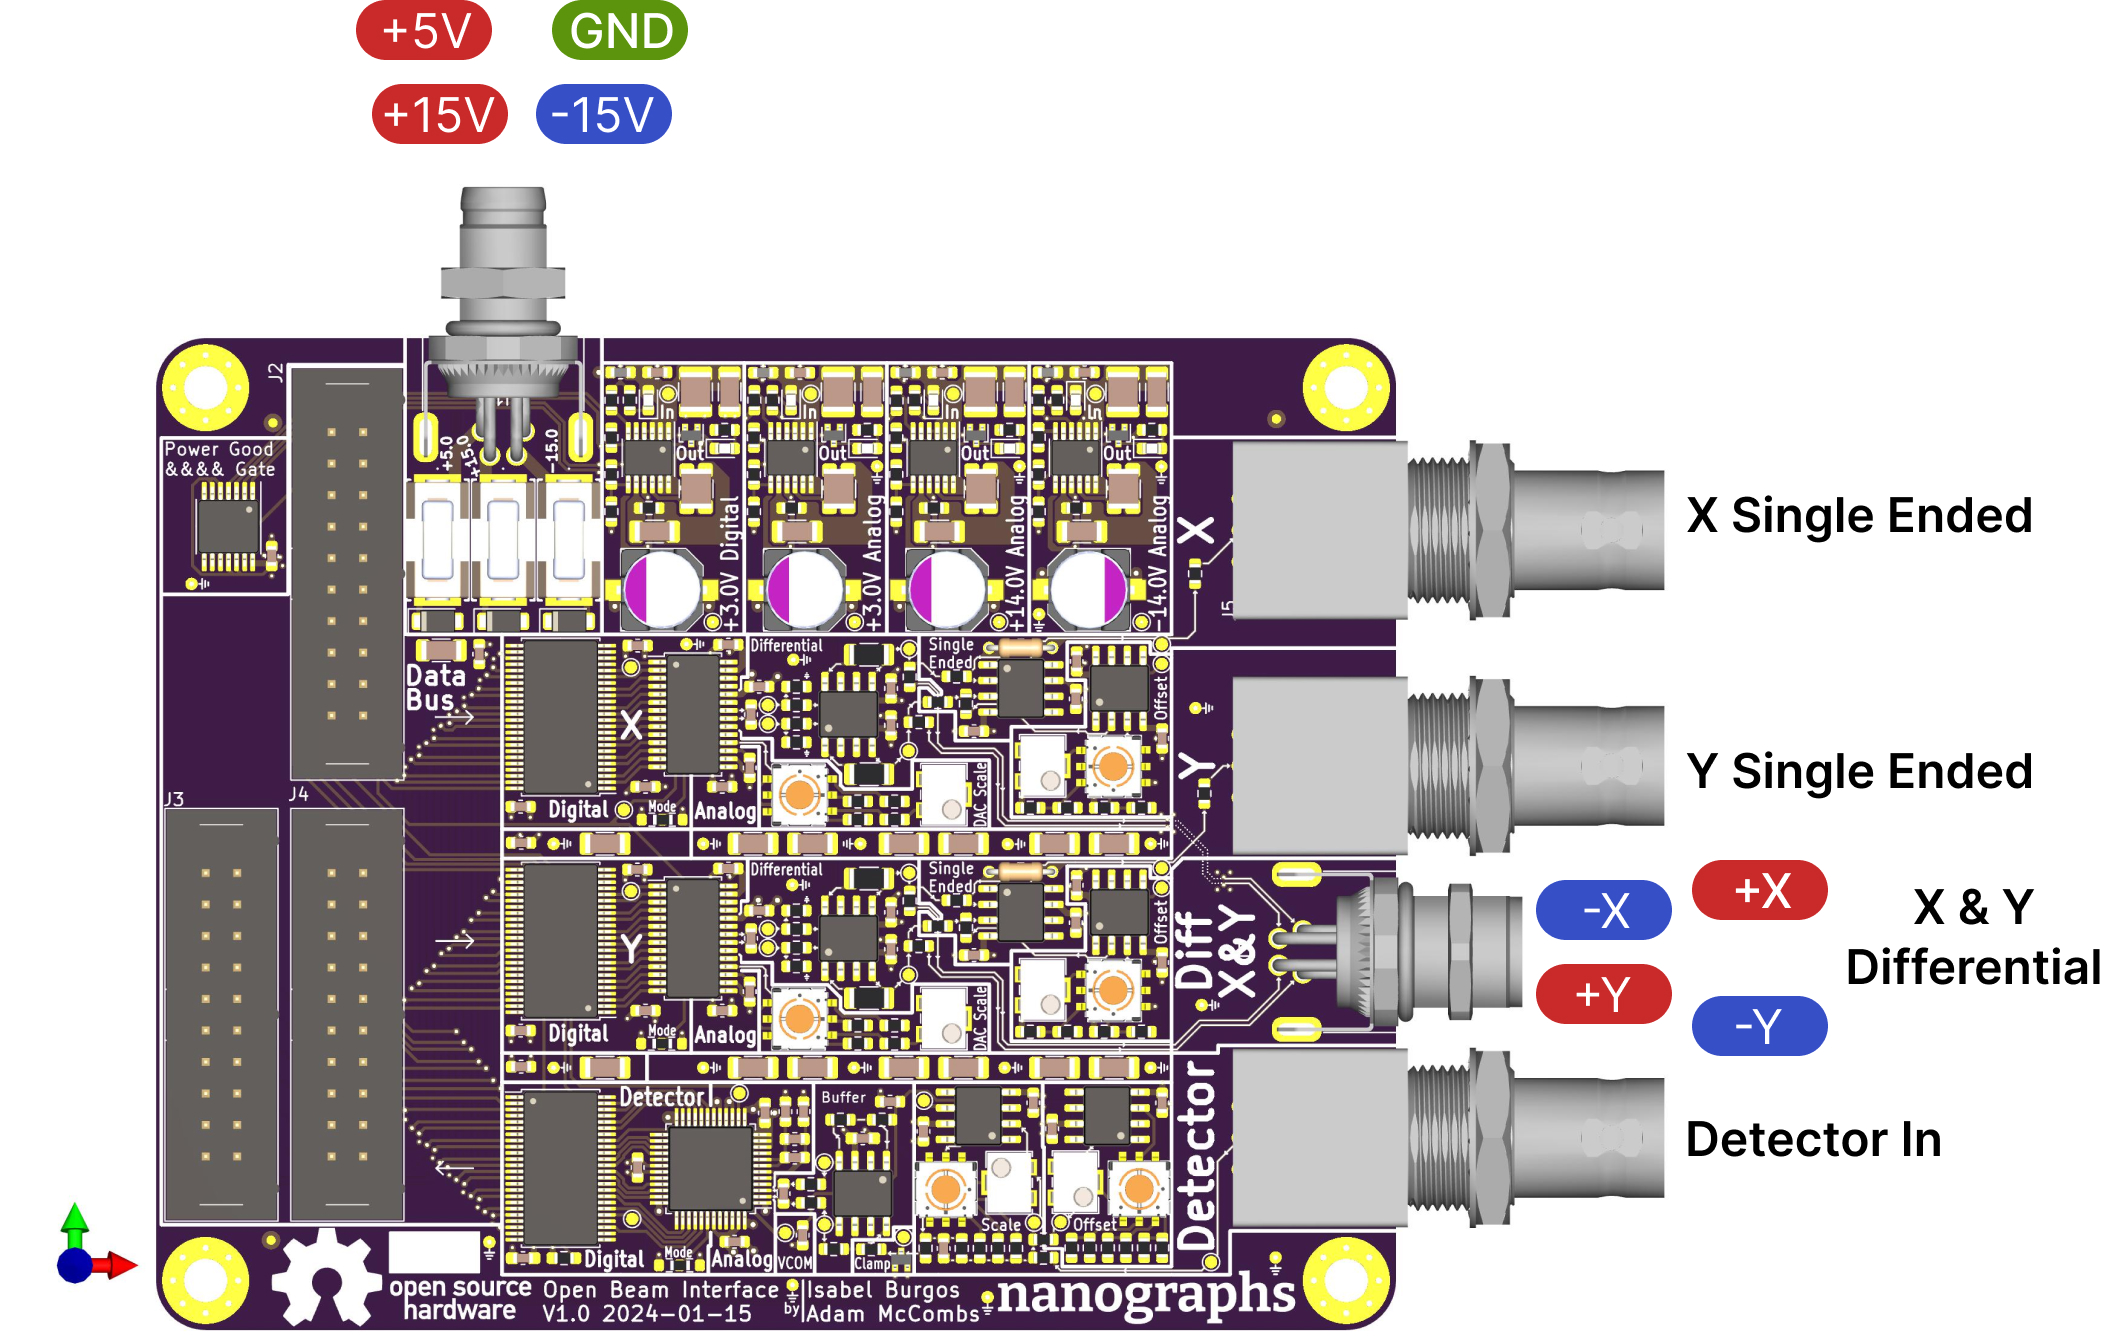 +5V
GND
+15V
-15V
J2
Power Good
&&&& Gate
+5.0
+15.0
-15.0
Out
Out
Out
Out
+3.0V Digital
+3.0V Analog
+14.0V Analog
-14.0V Analog
X
J5
X Single Ended
Data
Bus
X
Digital
Mode
Analog
Differential
DAC Scale
Single
Ended
Offset
Y
Y Single Ended
J3
J4
Y
Digital
Mode
Analog
Differential
DAC Scale
Single
Ended
Offset
Diff
X&Y
-X
+X
+Y
-Y
X & Y
Differential
Detector
Digital
Mode
Analog
VCOM
Buffer
Clamp
Scale
Offset
Detector
Detector In
open source
hardware
Open Beam Interface
V1.0 2024-01-15
by
Isabel Burgos
Adam McCombs
nanographs